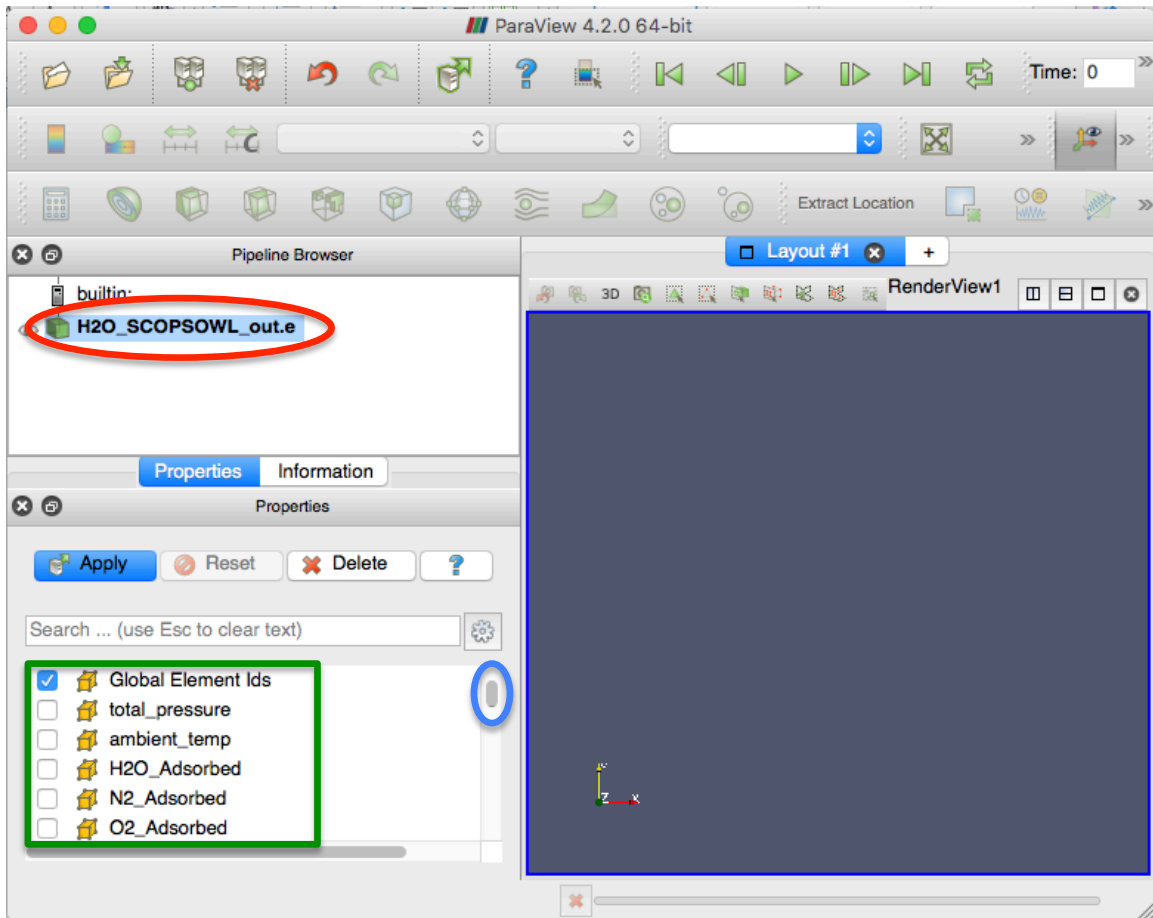 ParaView 4.2.0 64-bit
Time: 0
Extract Location
Pipeline Browser
builtin:
H2O_SCOPSOWL_out.e
Properties Information
Properties
Apply Reset Delete ?
Search ... (use Esc to clear text)
Global Element Ids
total_pressure
ambient_temp
H2O_Adsorbed
N2_Adsorbed
O2_Adsorbed
Layout #1 +
3D RenderView1
Z X